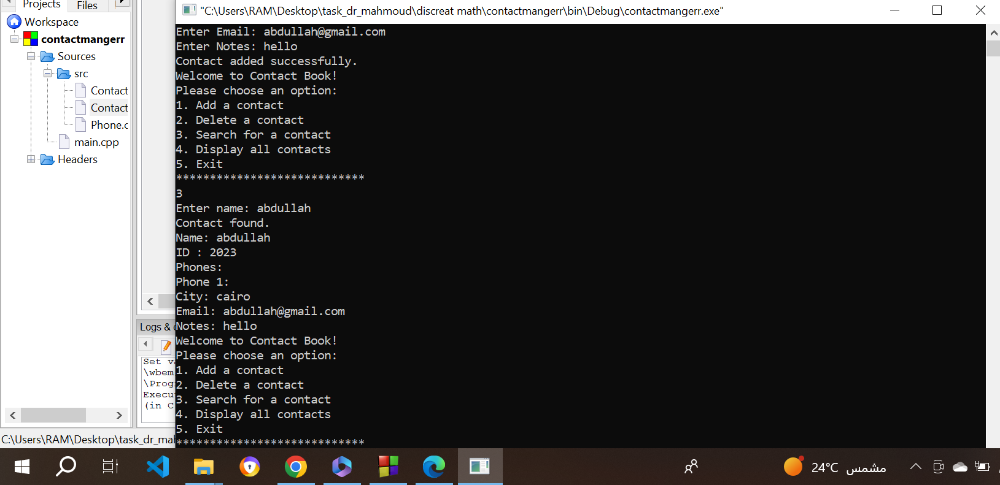 Projects
Files
Workspace
contactmangerr
Sources
src
Contact
Contact
Phone.c
main.cpp
Headers
"C:\Users\RAM\Desktop\task_dr_mahmoud\discreat math\contactmangerr\bin\Debug\contactmangerr.exe"
Enter Email: abdullah@gmail.com
Enter Notes: hello
Contact added successfully.
Welcome to Contact Book!
Please choose an option:
1. Add a contact
2. Delete a contact
3. Search for a contact
4. Display all contacts
5. Exit
****************************
3
Enter name: abdullah
Contact found.
Name: abdullah
ID : 2023
Phones:
Phone 1:
City: cairo
Email: abdullah@gmail.com
Notes: hello
Welcome to Contact Book!
Please choose an option:
1. Add a contact
2. Delete a contact
3. Search for a contact
4. Display all contacts
5. Exit
****************************
Logs &
Set va
\wbem
\Prog
Execu
(in C
C:\Users\RAM\Desktop\task_dr_mah
24°C مشمس